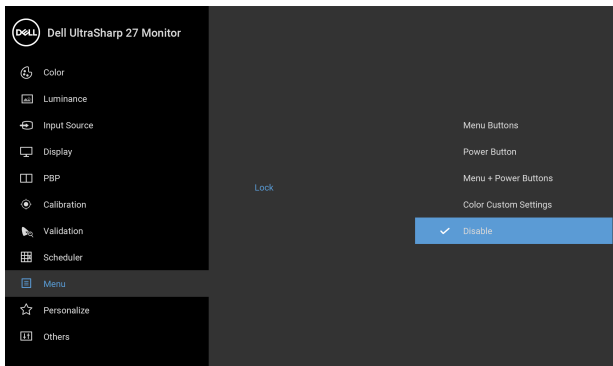 DELL
Dell UltraSharp 27 Monitor
Color
Luminance
Input Source
Display
PBP
Calibration
Validation
Scheduler
Menu
Personalize
Others
Lock
Menu Buttons
Power Button
Menu + Power Buttons
Color Custom Settings
Disable